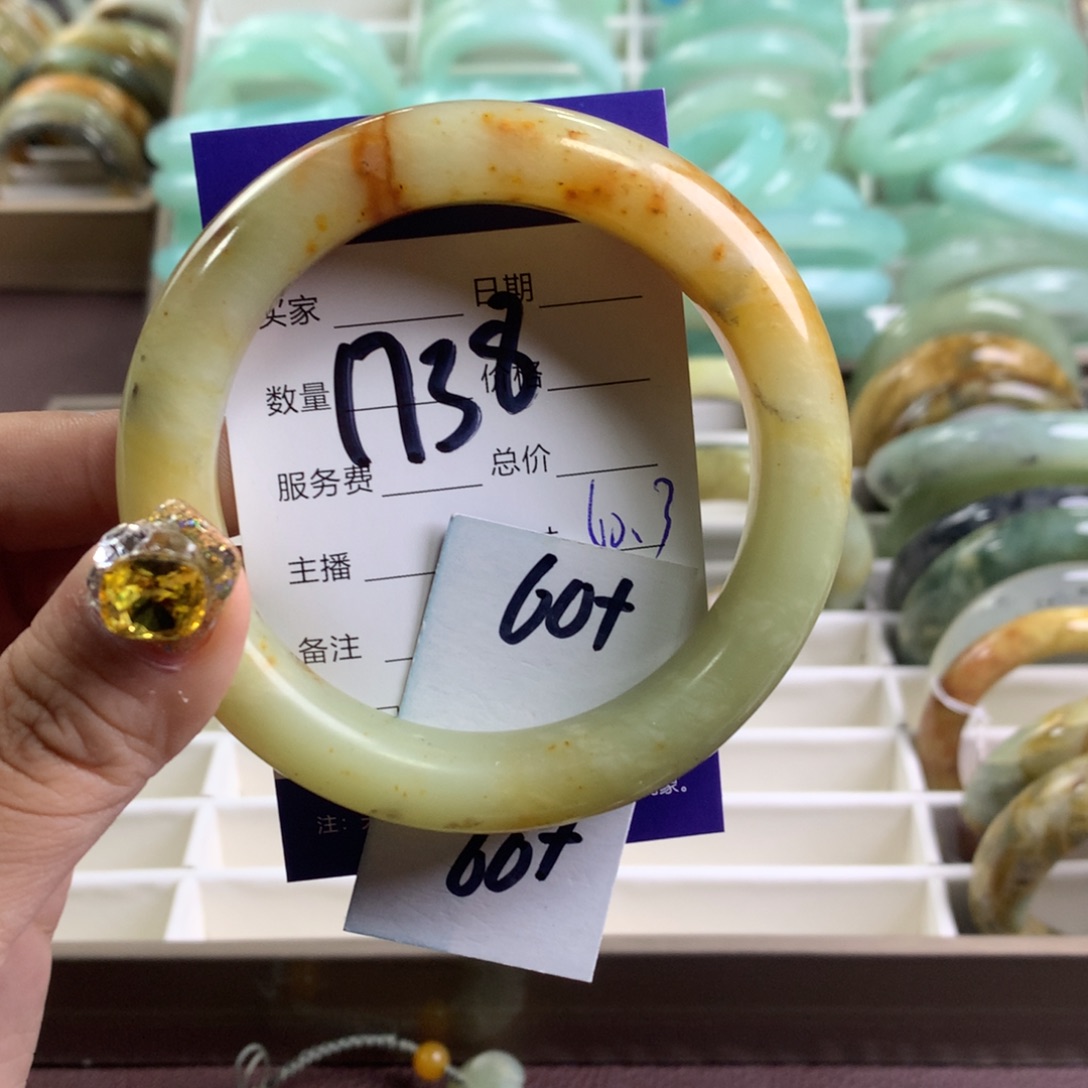 买家 日期
738
数量 价格
服务费 总价
60.3
主播
60+
备注
注:
60+